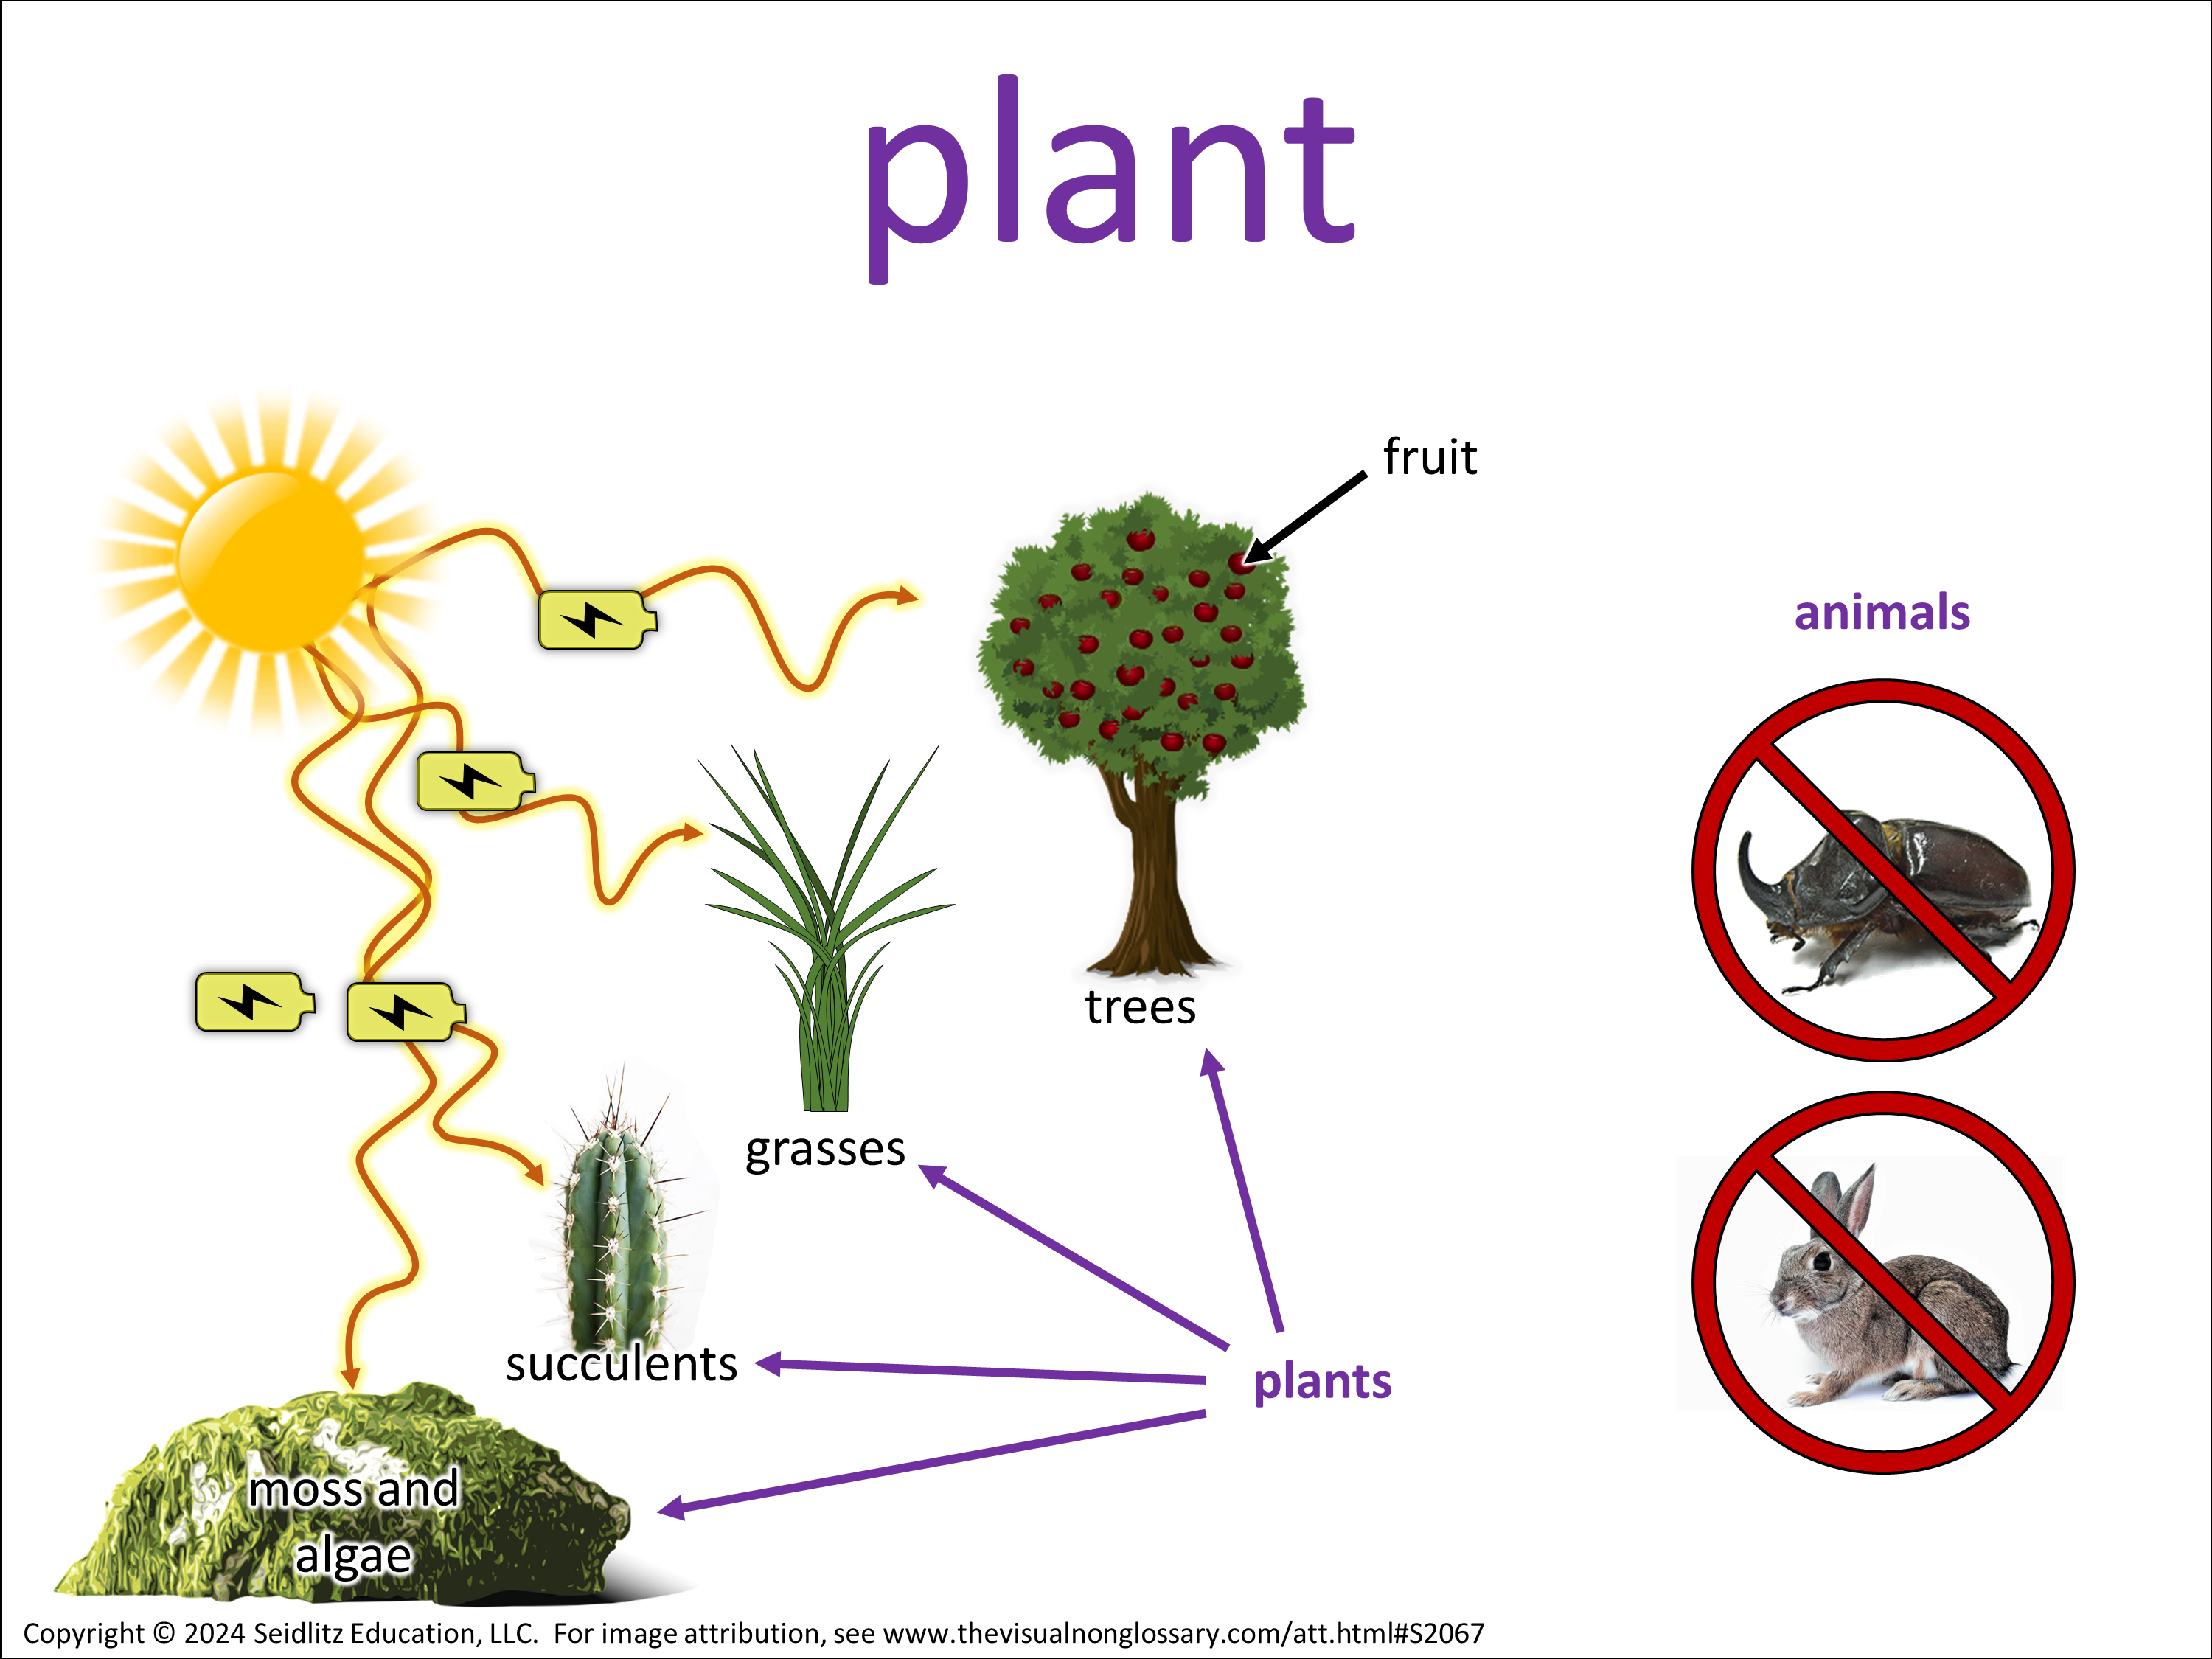 plant
fruit
animals
trees
grasses
succulents
plants
moss and
algae
Copyright © 2024 Seidlitz Education, LLC.  For image attribution, see www.thevisualnonglossary.com/att.html#S2067